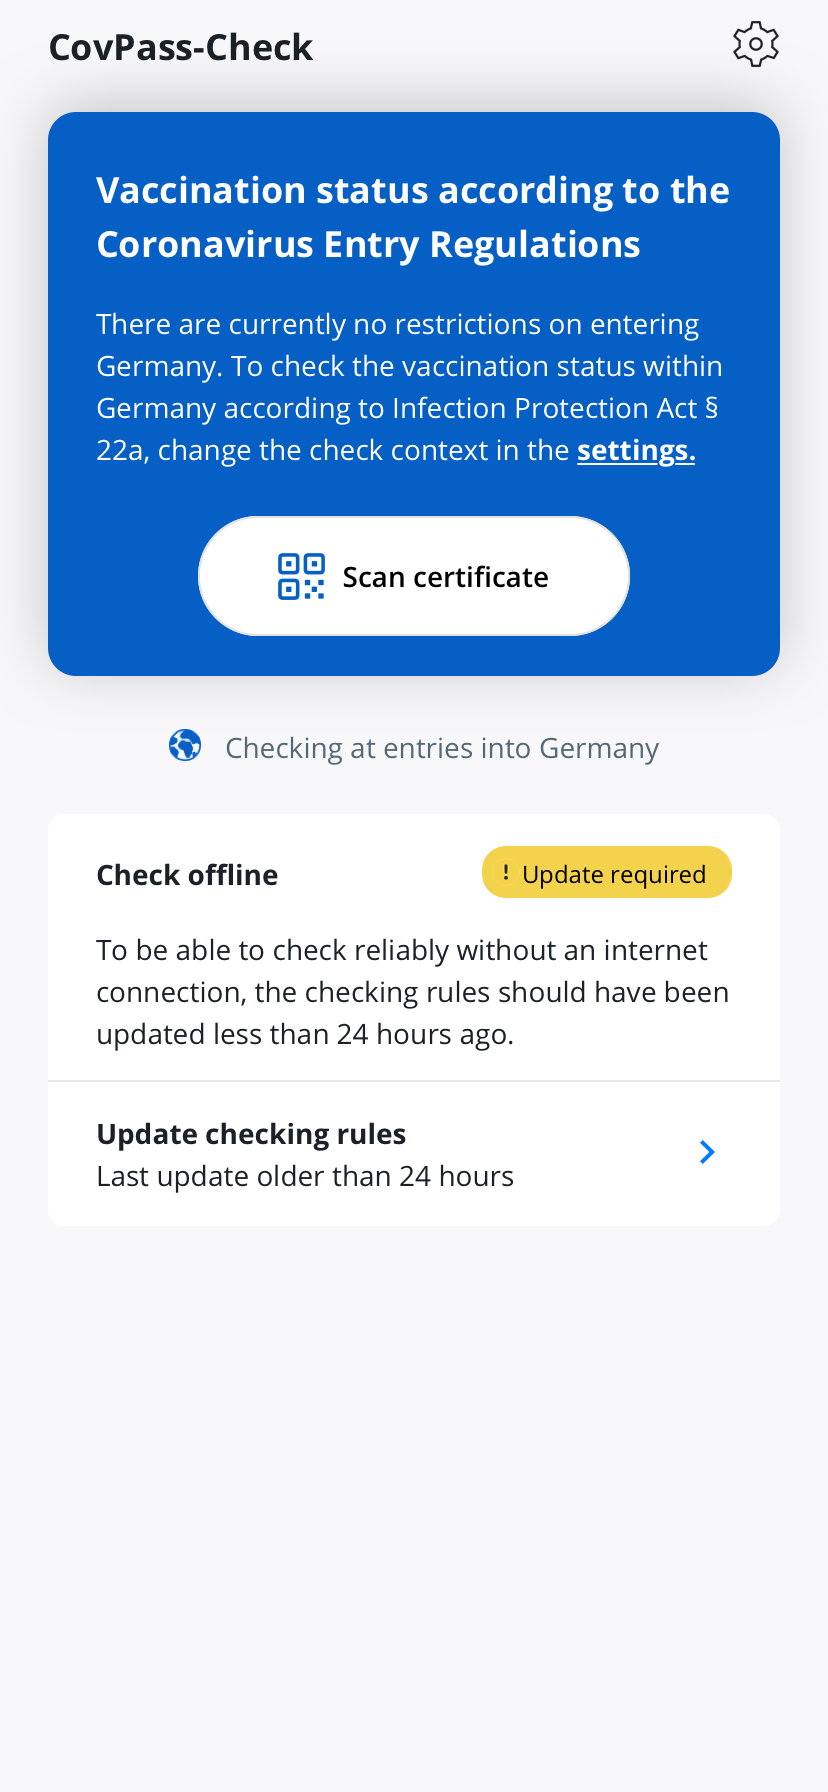 CovPass-Check
Vaccination status according to the
Coronavirus Entry Regulations
There are currently no restrictions on entering
Germany. To check the vaccination status within
Germany according to Infection Protection Act §
22a, change the check context in the settings.
Scan certificate
Checking at entries into Germany
Check offline
! Update required
To be able to check reliably without an internet
connection, the checking rules should have been
updated less than 24 hours ago.
Update checking rules
Last update older than 24 hours